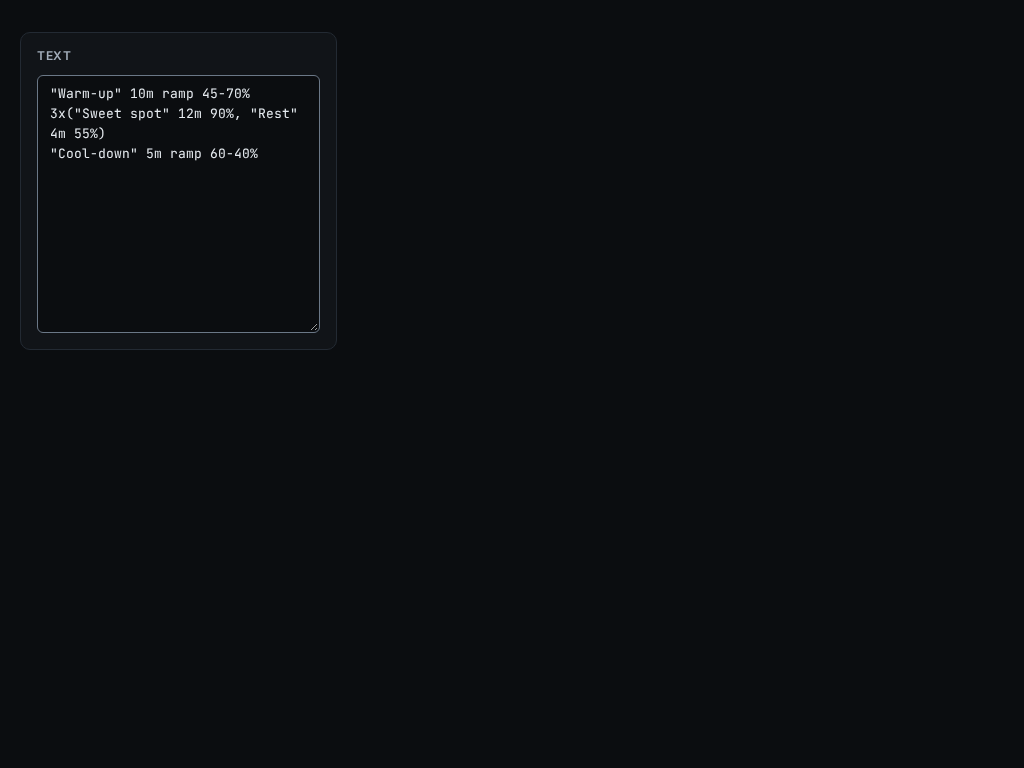 TEXT
"Warm-up" 10m ramp 45-70%
3x("Sweet spot" 12m 90%, "Rest"
4m 55%)
"Cool-down" 5m ramp 60-40%